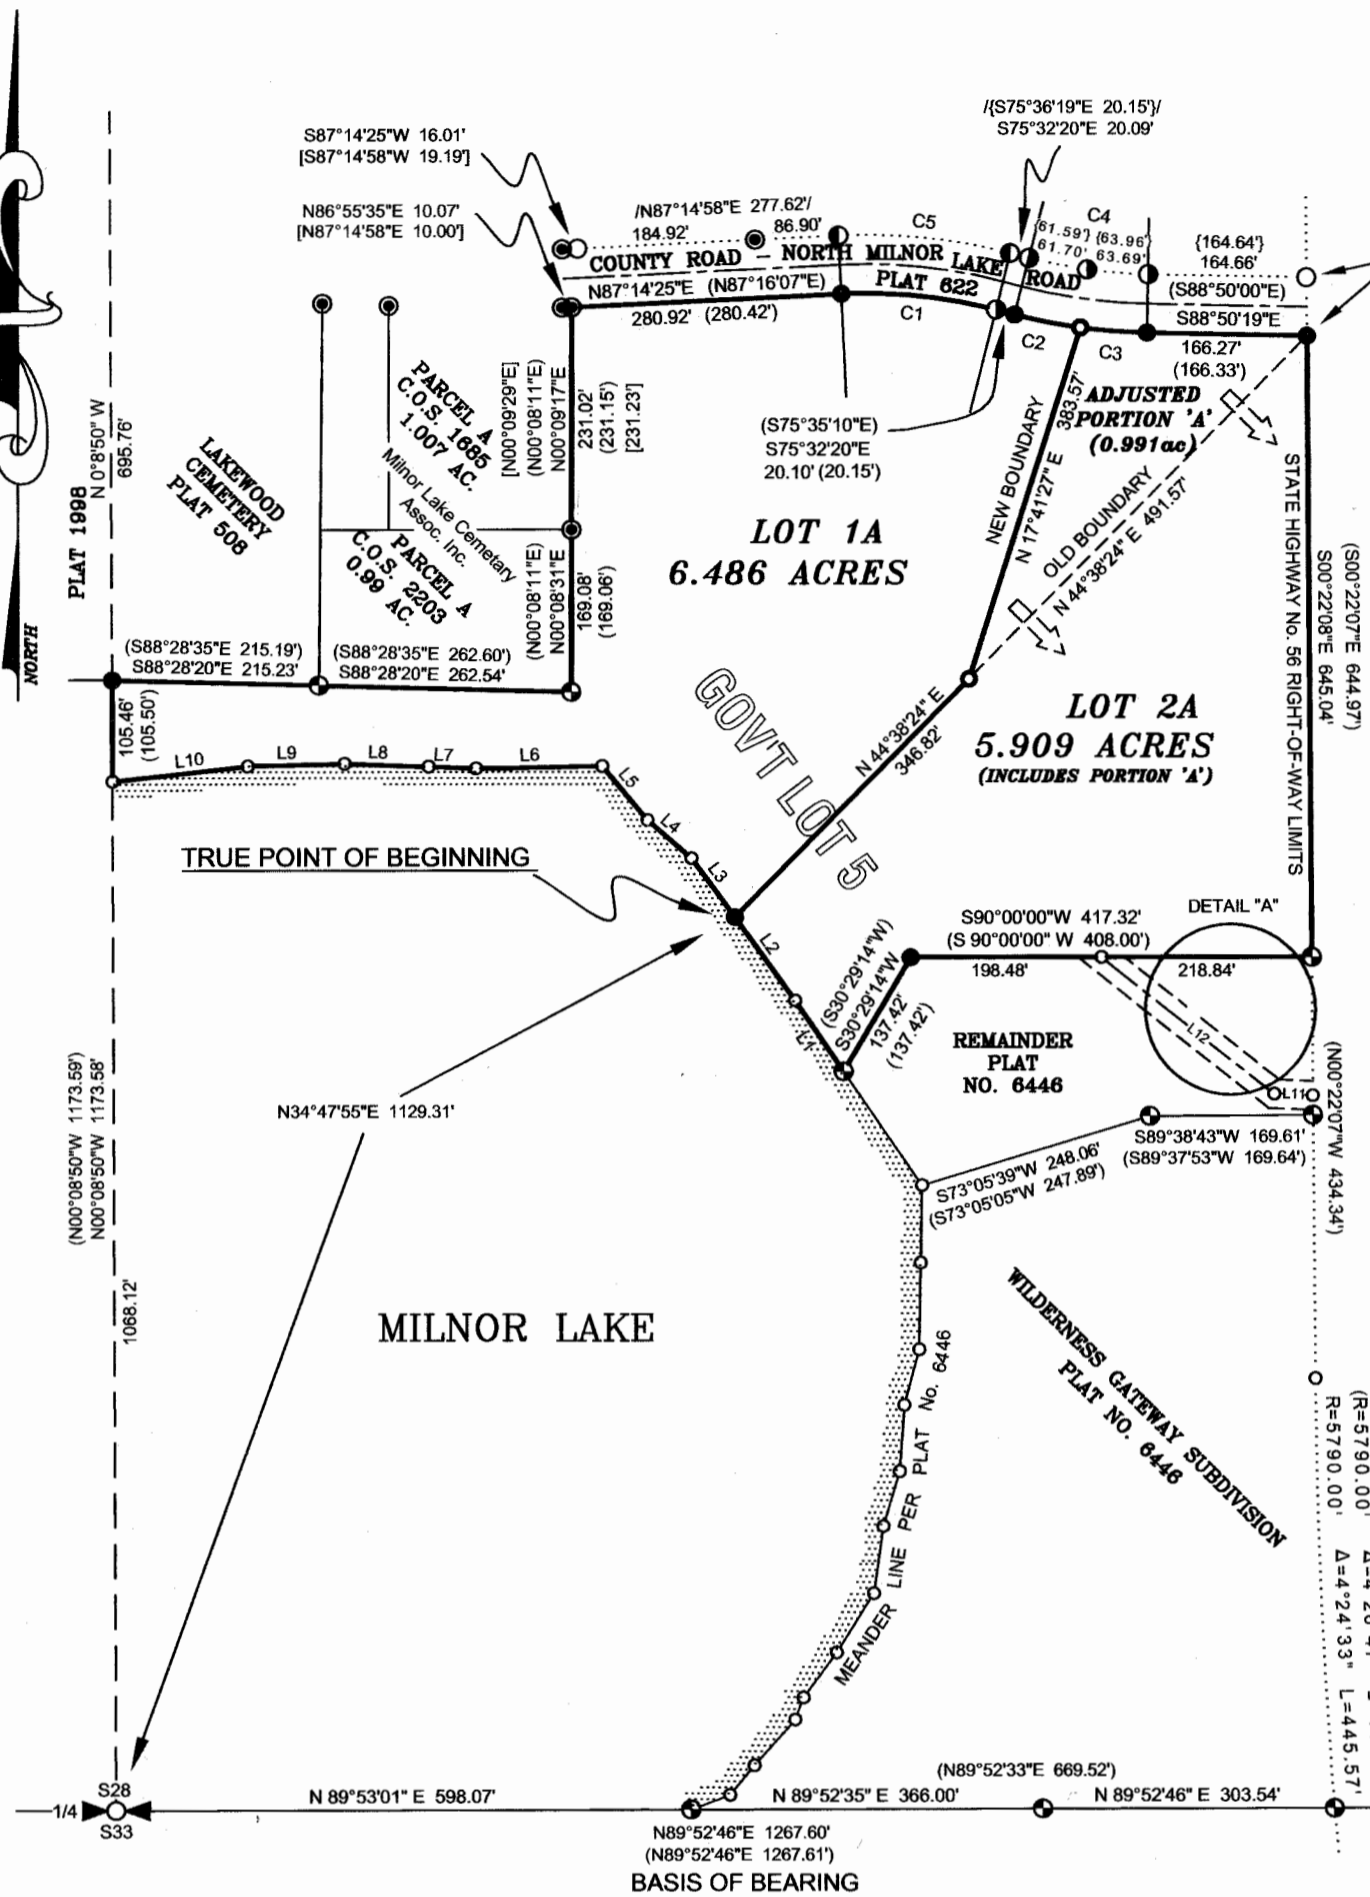 /{S75°36'19"E 20.15'}/
S75°32'20"E 20.09'
S87°14'25"W 16.01'
[S87°14'58"W 19.19']
N86°55'35"E 10.07'
[N87°14'58"E 10.00']
/N87°14'58"E 277.62'/
184.92'
86.90'
C5
C4
{61.59'} {63.96'}
61.70' 63.69'
{164.64'}
164.66'
COUNTY ROAD – NORTH MILNOR LAKE ROAD
PLAT 622
N87°14'25"E (N87°16'07"E)
280.92' (280.42')
C1
C2
C3
(S88°50'00"E)
S88°50'19"E
166.27'
(166.33')
(S75°35'10"E)
S75°32'20"E
20.10' (20.15')
ADJUSTED
PORTION 'A'
(0.991ac)
NEW BOUNDARY
N 17°41'27" E 383.57'
OLD BOUNDARY
N 44°38'24" E 491.57'
STATE HIGHWAY No. 56 RIGHT-OF-WAY LIMITS
S00°22'08"E 645.04'
(S00°22'07"E 644.97')
N 0°8'50" W
695.76'
PLAT 1998
NORTH
LAKEWOOD
CEMETERY
PLAT 508
PARCEL A
C.O.S. 1685
1.007 AC.
Milnor Lake Cemetary
Assoc. Inc.
PARCEL A
C.O.S. 2203
0.99 AC.
[N00°09'29"E]
(N00°08'11"E)
N00°09'17"E
231.02'
(231.15')
[231.23']
(N00°08'11"E)
N00°08'31"E
169.08'
(169.06')
LOT 1A
6.486 ACRES
(S88°28'35"E 215.19')
S88°28'20"E 215.23'
(S88°28'35"E 262.60')
S88°28'20"E 262.54'
105.46'
(105.50')
L10
L9
L8
L7
L6
L5
L4
L3
L2
L1
GOV'T LOT 5
N 44°38'24" E
346.82'
LOT 2A
5.909 ACRES
(INCLUDES PORTION 'A')
TRUE POINT OF BEGINNING
S90°00'00"W 417.32'
(S 90°00'00" W 408.00')
198.48'
218.84'
DETAIL "A"
(S30°29'14"W)
S30°29'14"W
137.42'
(137.42')
REMAINDER
PLAT
NO. 6446
L12
L11
(N00°22'07"W 434.34')
S89°38'43"W 169.61'
(S89°37'53"W 169.64')
S73°05'39"W 248.06'
(S73°05'05"W 247.89')
N34°47'55"E 1129.31'
(N00°08'50"W 1173.59')
N00°08'50"W 1173.58'
1068.12'
MILNOR LAKE
MEANDER LINE PER PLAT No. 6446
WILDERNESS GATEWAY SUBDIVISION
PLAT NO. 6446
(R=5790.00'
R=5790.00' Δ=4°24'33" L=445.57'
S28
1/4
S33
N 89°53'01" E 598.07'
(N89°52'33"E 669.52')
N 89°52'35" E 366.00'
N 89°52'46" E 303.54'
N89°52'46"E 1267.60'
(N89°52'46"E 1267.61')
BASIS OF BEARING